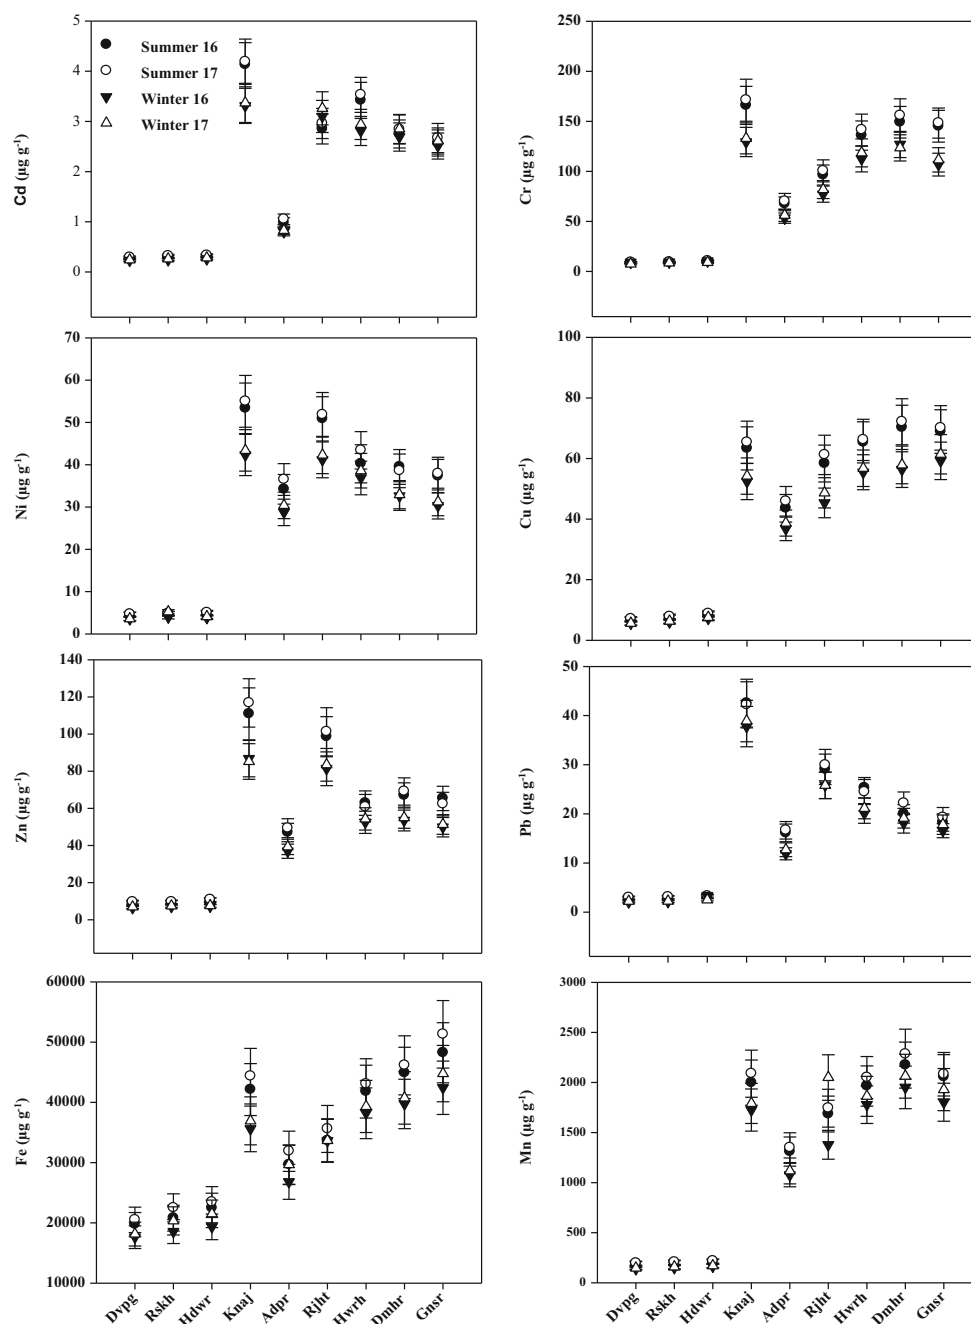 5
4
3
2
1
0
Cd (µg g-1)
Summer 16
Summer 17
Winter 16
Winter 17
250
200
150
100
50
0
Cr (µg g-1)
70
60
50
40
30
20
10
0
Ni (µg g-1)
100
80
60
40
20
0
Cu (µg g-1)
140
120
100
80
60
40
20
0
Zn (µg g-1)
50
40
30
20
10
0
Pb (µg g-1)
60000
50000
40000
30000
20000
10000
Fe (µg g-1)
Dvpg
Rskh
Hdwr
Knaj
Adpr
Rjht
Hwrh
Dmhr
Gnsr
3000
2500
2000
1500
1000
500
0
Mn (µg g-1)
Dvpg
Rskh
Hdwr
Knaj
Adpr
Rjht
Hwrh
Dmhr
Gnsr